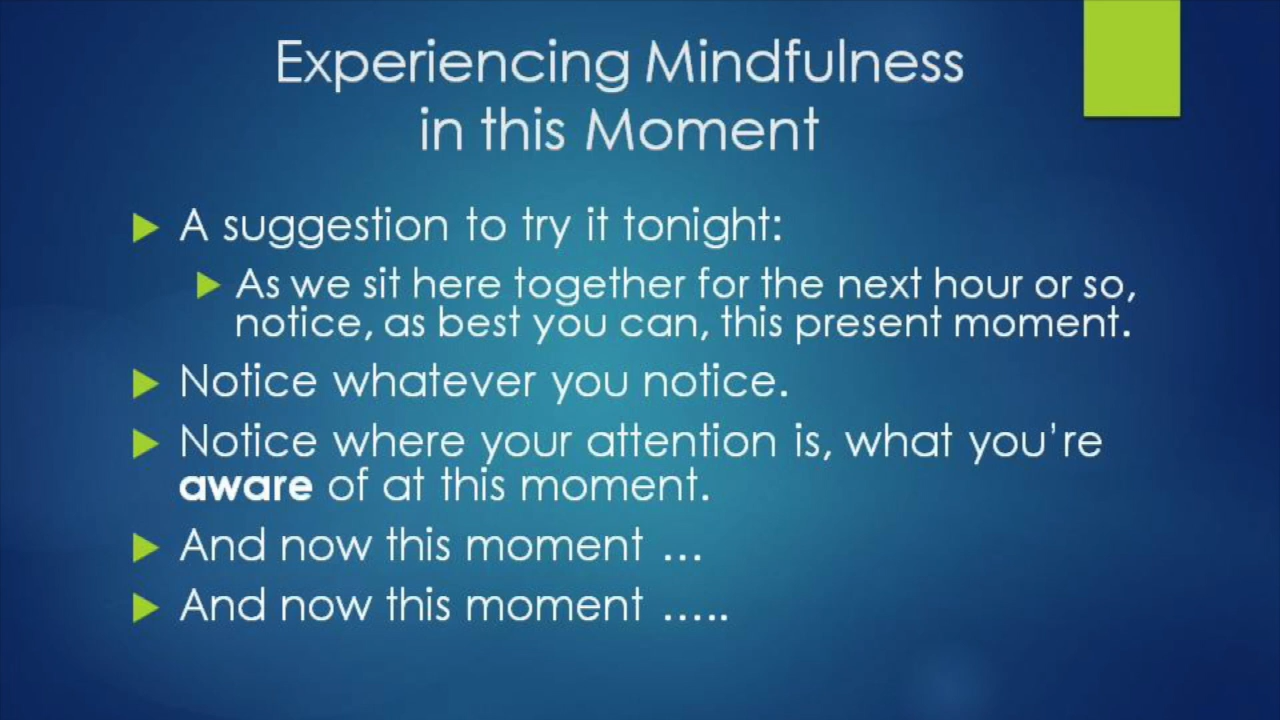 Experiencing Mindfulness
in this Moment
A suggestion to try it tonight:
As we sit here together for the next hour or so,
notice, as best you can, this present moment.
Notice whatever you notice.
Notice where your attention is, what you're
aware of at this moment.
And now this moment ...
And now this moment .....